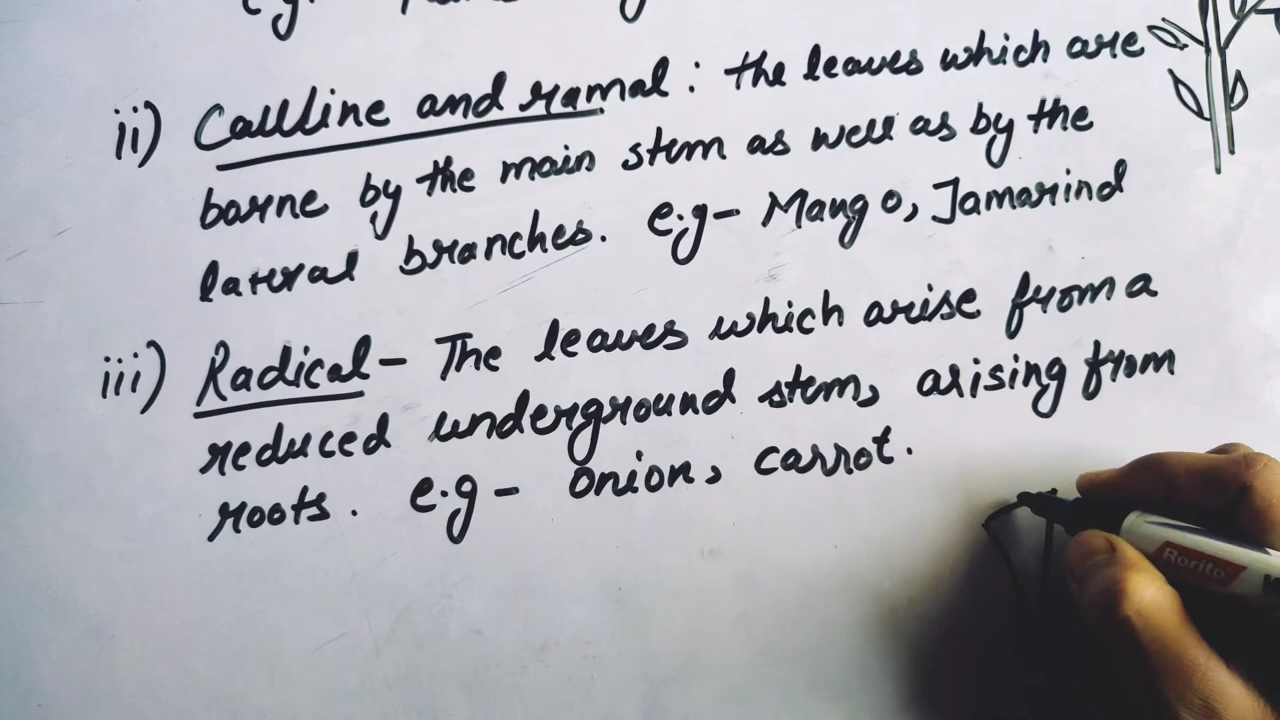 e.g.
ii) Caulline and ramal : the leaves which are
borne by the main stem as well as by the
lateral branches. e.g- Mango, Tamarind
iii) Radical - The leaves which arise from a
reduced underground stem, arising from
roots. e.g - onion, carrot.
Rorito